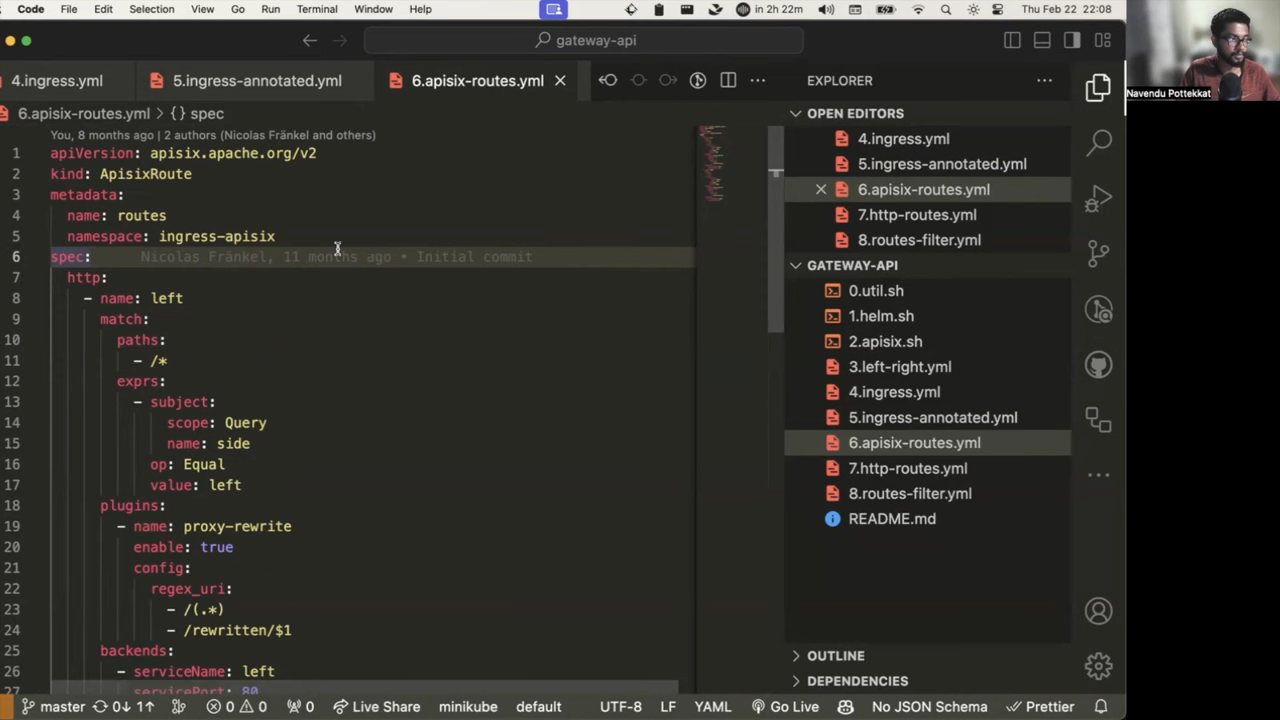 Code File Edit Selection View Go Run Terminal Window Help in 2h 22m Thu Feb 22 22:08
gateway-api
4.ingress.yml 5.ingress-annotated.yml 6.apisix-routes.yml
6.apisix-routes.yml > {} spec
You, 8 months ago | 2 authors (Nicolas Fränkel and others)
1 apiVersion: apisix.apache.org/v2
2 kind: ApisixRoute
3 metadata:
4 name: routes
5 namespace: ingress-apisix
6 spec: Nicolas Fränkel, 11 months ago • Initial commit
7 http:
8 - name: left
9 match:
10 paths:
11 - /*
12 exprs:
13 - subject:
14 scope: Query
15 name: side
16 op: Equal
17 value: left
18 plugins:
19 - name: proxy-rewrite
20 enable: true
21 config:
22 regex_uri:
23 - /(.*)
24 - /rewritten/$1
25 backends:
26 - serviceName: left
27 servicePort: 80
EXPLORER
OPEN EDITORS
4.ingress.yml
5.ingress-annotated.yml
6.apisix-routes.yml
7.http-routes.yml
8.routes-filter.yml
GATEWAY-API
0.util.sh
1.helm.sh
2.apisix.sh
3.left-right.yml
4.ingress.yml
5.ingress-annotated.yml
6.apisix-routes.yml
7.http-routes.yml
8.routes-filter.yml
README.md
OUTLINE
DEPENDENCIES
Navendu Pottekkat
master 0↓ 1↑ 0 0 0 Live Share minikube default UTF-8 LF YAML Go Live No JSON Schema Prettier